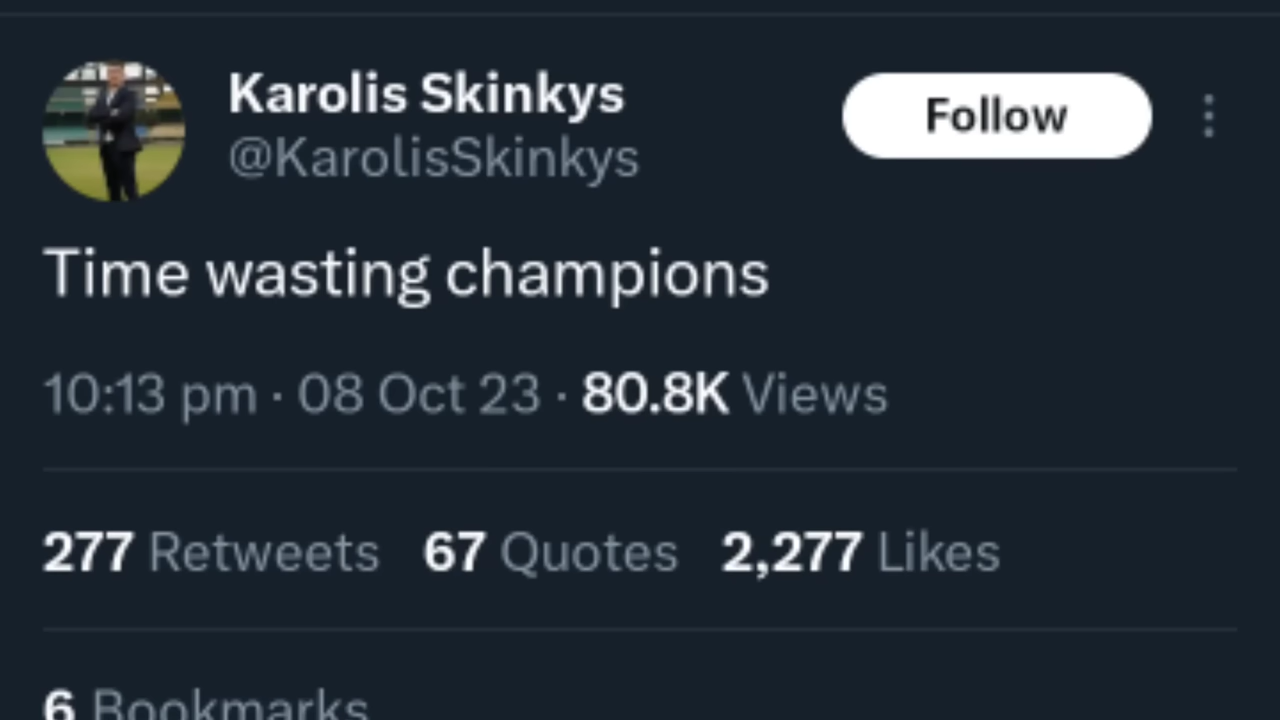 Karolis Skinkys
Follow
@KarolisSkinkys
Time wasting champions
10:13 pm · 08 Oct 23 · 80.8K Views
277 Retweets 67 Quotes 2,277 Likes
6 Bookmarks